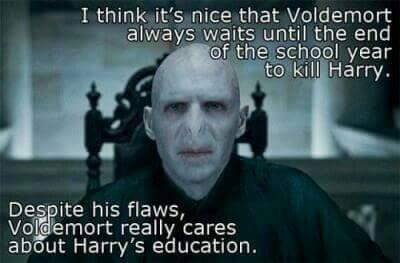 I think it's nice that Voldemort
always waits until the end
of the school year
to kill Harry.
Despite his flaws,
Voldemort really cares
about Harry's education.